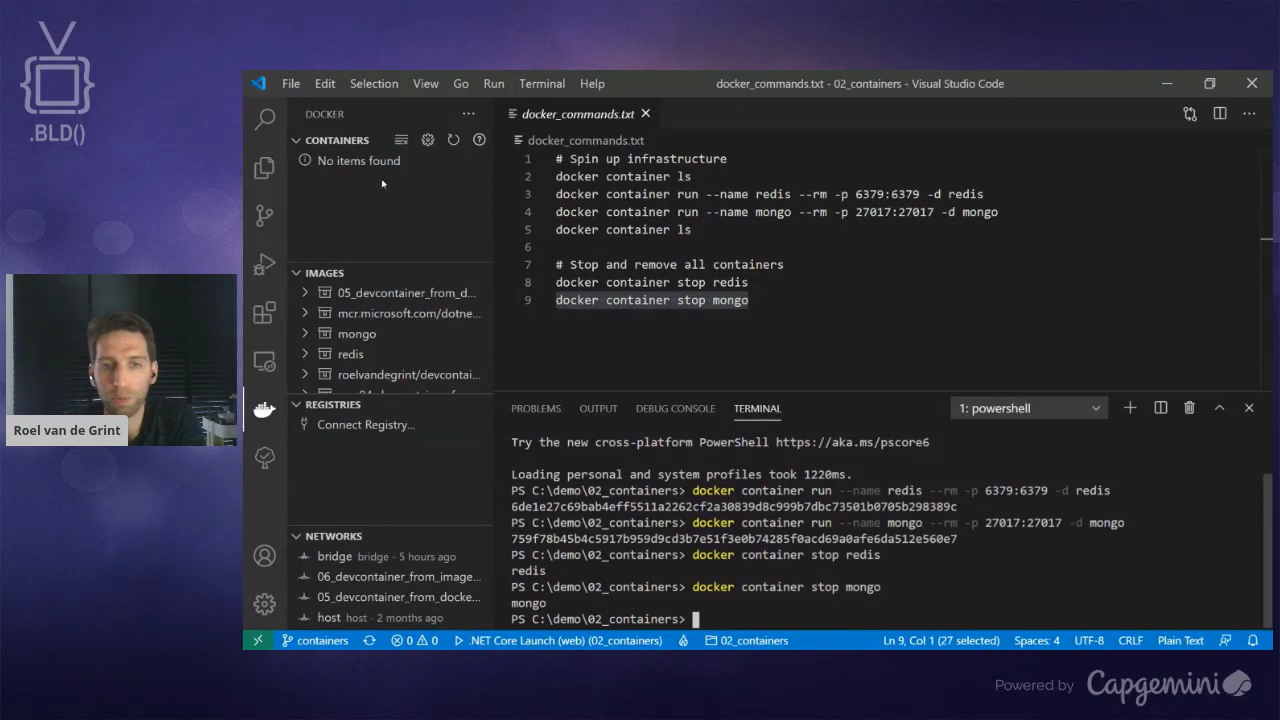 .BLD()
File Edit Selection View Go Run Terminal Help
docker_commands.txt - 02_containers - Visual Studio Code
DOCKER
CONTAINERS
No items found
IMAGES
05_devcontainer_from_d...
mcr.microsoft.com/dotne...
mongo
redis
roelvandegrint/devcontai...
REGISTRIES
Connect Registry...
NETWORKS
bridge bridge - 5 hours ago
06_devcontainer_from_image...
05_devcontainer_from_docke...
host host - 2 months ago
docker_commands.txt
docker_commands.txt
1 # Spin up infrastructure
2 docker container ls
3 docker container run --name redis --rm -p 6379:6379 -d redis
4 docker container run --name mongo --rm -p 27017:27017 -d mongo
5 docker container ls
6
7 # Stop and remove all containers
8 docker container stop redis
9 docker container stop mongo
PROBLEMS OUTPUT DEBUG CONSOLE TERMINAL
1: powershell
Try the new cross-platform PowerShell https://aka.ms/pscore6
Loading personal and system profiles took 1220ms.
PS C:\demo\02_containers> docker container run --name redis --rm -p 6379:6379 -d redis
6de1e27c69bab4eff5511a2262cf2a30839d8c999b7dbc73501b0705b298389c
PS C:\demo\02_containers> docker container run --name mongo --rm -p 27017:27017 -d mongo
759f78b45b4c5917b959d9cd3b7e51f3e0b74285f0acd69a0afe6da512e560e7
PS C:\demo\02_containers> docker container stop redis
redis
PS C:\demo\02_containers> docker container stop mongo
mongo
PS C:\demo\02_containers>
containers 0 0 .NET Core Launch (web) (02_containers) 02_containers Ln 9, Col 1 (27 selected) Spaces: 4 UTF-8 CRLF Plain Text
Roel van de Grint
Powered by Capgemini